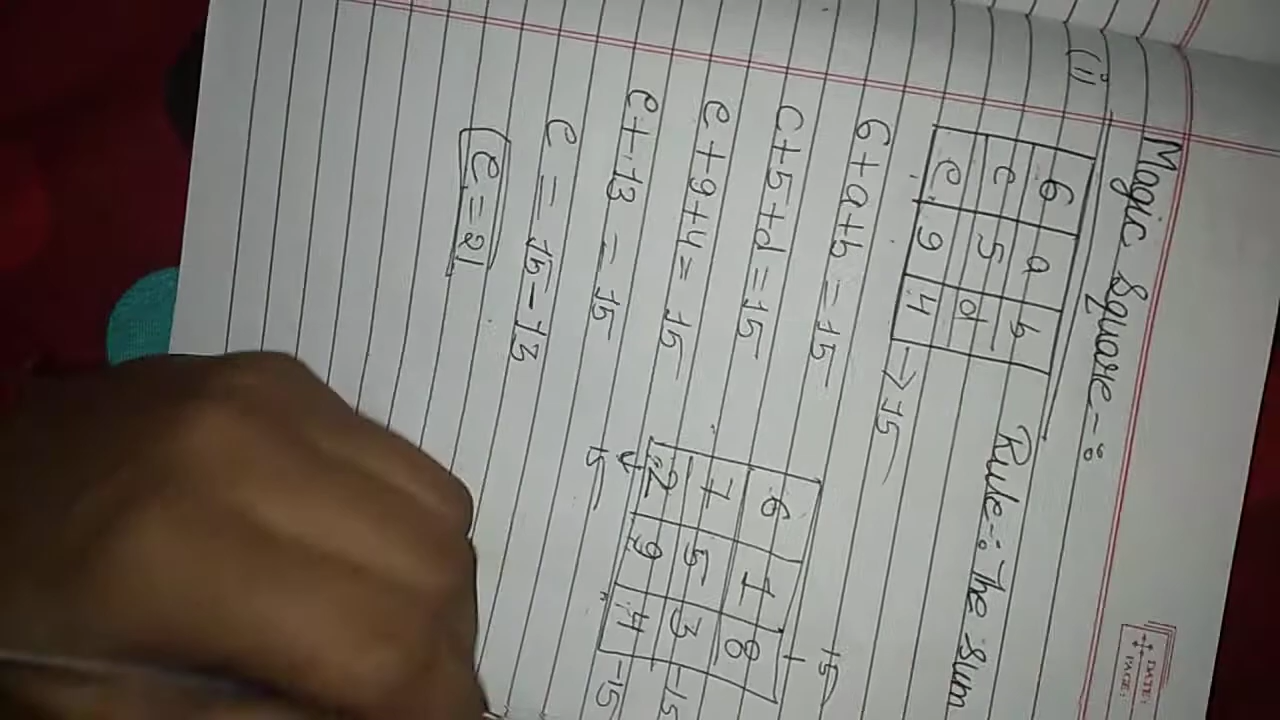 DATE:
PAGE:
Magic Square-:
(i)
6 a b
c 5 d
e 9 4 → 15
Rule-: The Sum
6+a+b = 15
c+5+d = 15
e+9+4 = 15
e+13 = 15
e = 15-13
e = 2
15
6 1 8
7 5 3 -15
2 9 4 -15
15